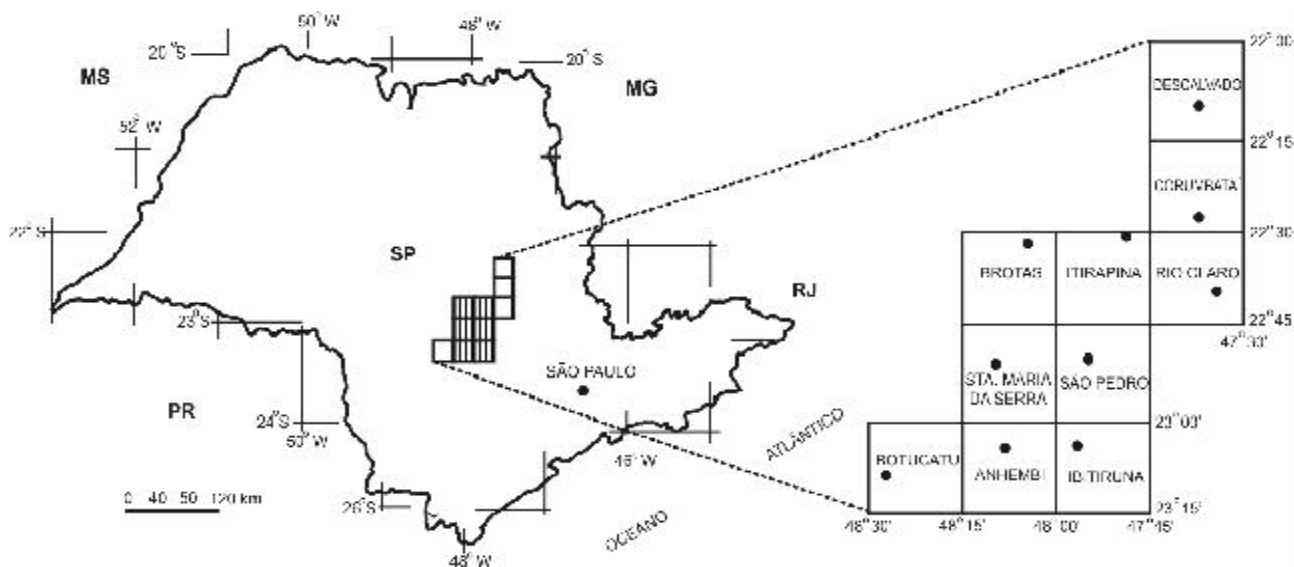 50° W
48° W
20° S
20° S
MS
MG
52° W
22° S
SP
RJ
23° S
SÃO PAULO
PR
24° S
50° W
46° W
ATLÂNTICO
0 40 50 120 km
26° S
OCEANO
48° W
22° 30
DESCALVADO
22° 15
CORUMBATAÍ
22° 30
BROTAS
ITIRAPINA
RIO CLARO
22° 45
47° 30'
STA. MARIA
DA SERRA
SÃO PEDRO
23° 00'
BOTUCATU
ANHEMBI
IBITIRUNA
23° 15'
48° 30'
48° 15'
48° 00'
47° 15'